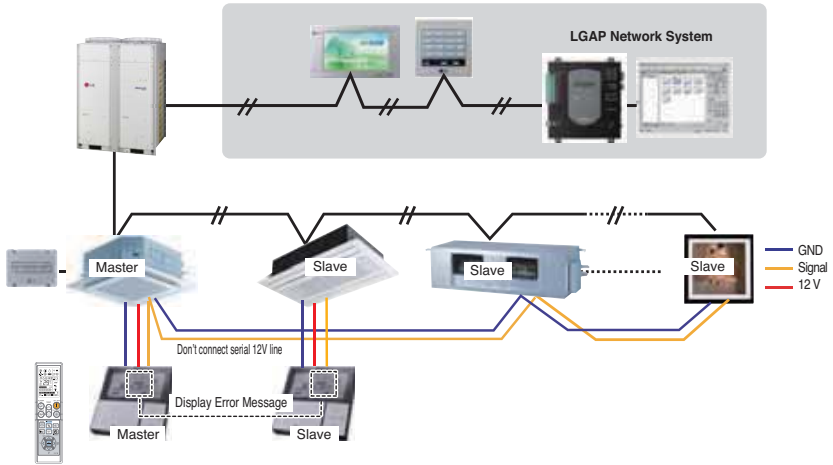 LGAP Network System
Master
Slave
Slave
Slave
GND
Signal
12 V
Don't connect serial 12V line
Display Error Message
Master
Slave